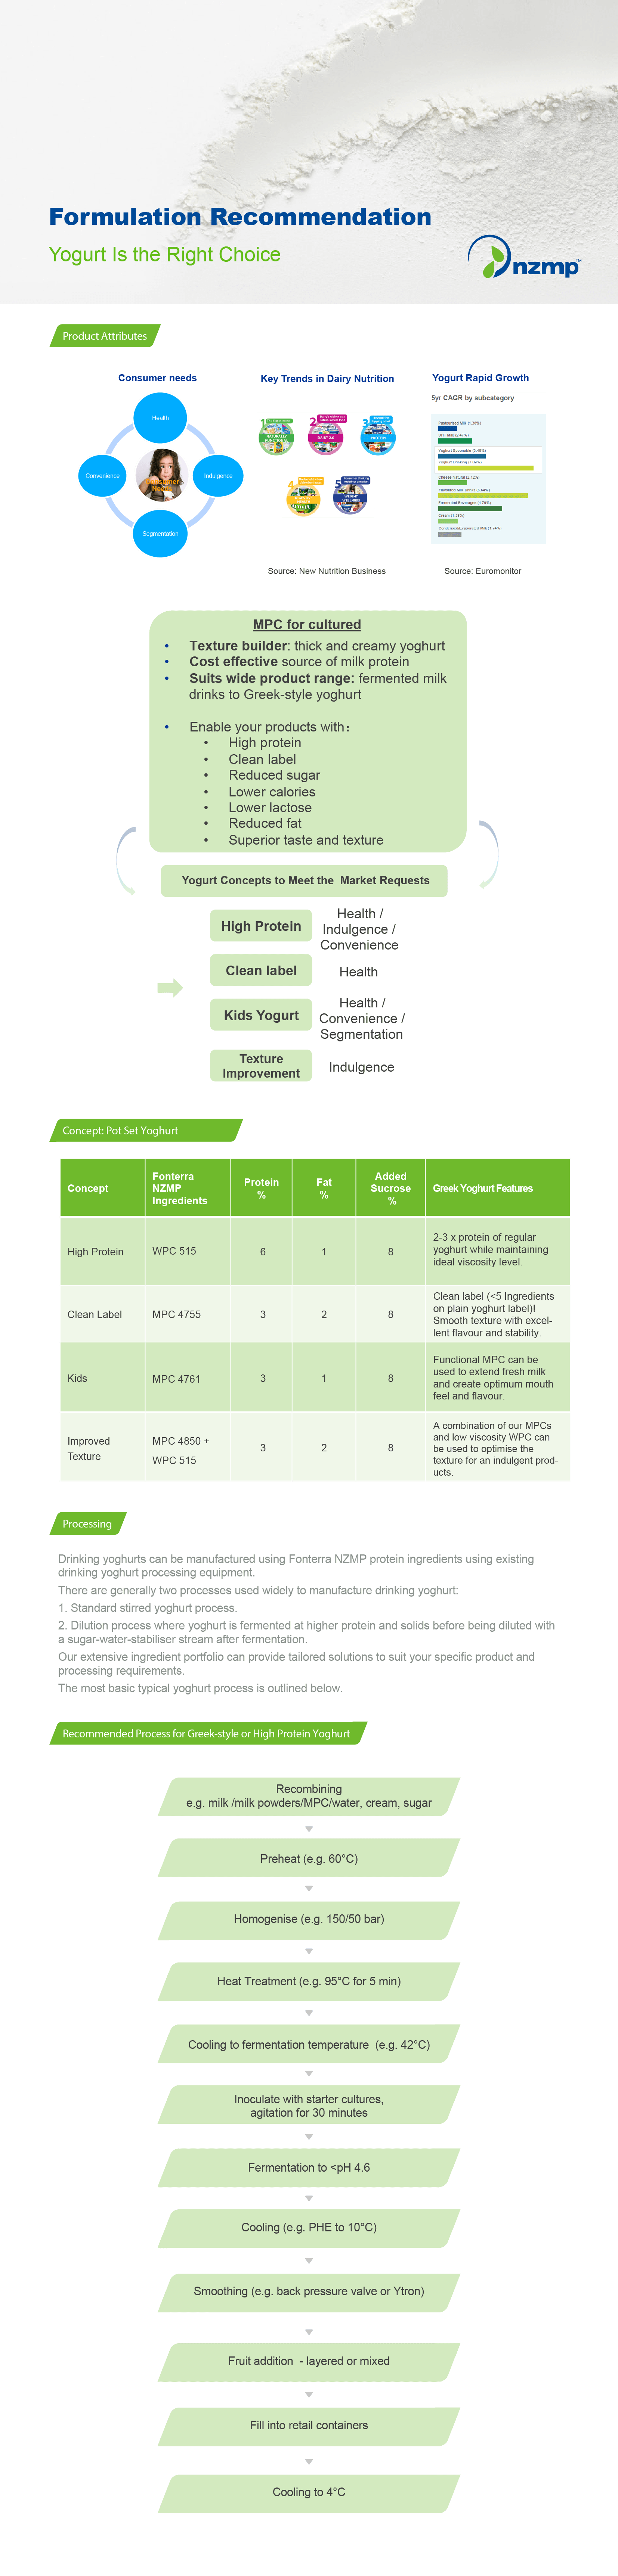 Formulation Recommendation
Yogurt Is the Right Choice
nzmp™
Product Attributes
Consumer needs
Health
Convenience
Indulgence
Segmentation
Key Trends in Dairy Nutrition
1
NATURALLY
FUNCTIONAL
2
DAIRY 2.0
3
PROTEIN
4
5
Source: New Nutrition Business
Yogurt Rapid Growth
5yr CAGR by subcategory
Source: Euromonitor
MPC for cultured
• Texture builder: thick and creamy yoghurt
• Cost effective source of milk protein
• Suits wide product range: fermented milk
drinks to Greek-style yoghurt
• Enable your products with：
• High protein
• Clean label
• Reduced sugar
• Lower calories
• Lower lactose
• Reduced fat
• Superior taste and texture
Yogurt Concepts to Meet the Market Requests
High Protein
Health /
Indulgence /
Convenience
Clean label
Health
Kids Yogurt
Health /
Convenience /
Segmentation
Texture
Improvement
Indulgence
Concept: Pot Set Yoghurt
Concept
Fonterra
NZMP
Ingredients
Protein
%
Fat
%
Added
Sucrose
%
Greek Yoghurt Features
High Protein
WPC 515
6
1
8
2-3 x protein of regular
yoghurt while maintaining
ideal viscosity level.
Clean Label
MPC 4755
3
2
8
Clean label (<5 Ingredients
on plain yoghurt label)!
Smooth texture with excel-
lent flavour and stability.
Kids
MPC 4761
3
1
8
Functional MPC can be
used to extend fresh milk
and create optimum mouth
feel and flavour.
Improved
Texture
MPC 4850 +
WPC 515
3
2
8
A combination of our MPCs
and low viscosity WPC can
be used to optimise the
texture for an indulgent prod-
ucts.
Processing
Drinking yoghurts can be manufactured using Fonterra NZMP protein ingredients using existing
drinking yoghurt processing equipment.
There are generally two processes used widely to manufacture drinking yoghurt:
1. Standard stirred yoghurt process.
2. Dilution process where yoghurt is fermented at higher protein and solids before being diluted with
a sugar-water-stabiliser stream after fermentation.
Our extensive ingredient portfolio can provide tailored solutions to suit your specific product and
processing requirements.
The most basic typical yoghurt process is outlined below.
Recommended Process for Greek-style or High Protein Yoghurt
Recombining
e.g. milk /milk powders/MPC/water, cream, sugar
Preheat (e.g. 60°C)
Homogenise (e.g. 150/50 bar)
Heat Treatment (e.g. 95°C for 5 min)
Cooling to fermentation temperature (e.g. 42°C)
Inoculate with starter cultures,
agitation for 30 minutes
Fermentation to <pH 4.6
Cooling (e.g. PHE to 10°C)
Smoothing (e.g. back pressure valve or Ytron)
Fruit addition - layered or mixed
Fill into retail containers
Cooling to 4°C